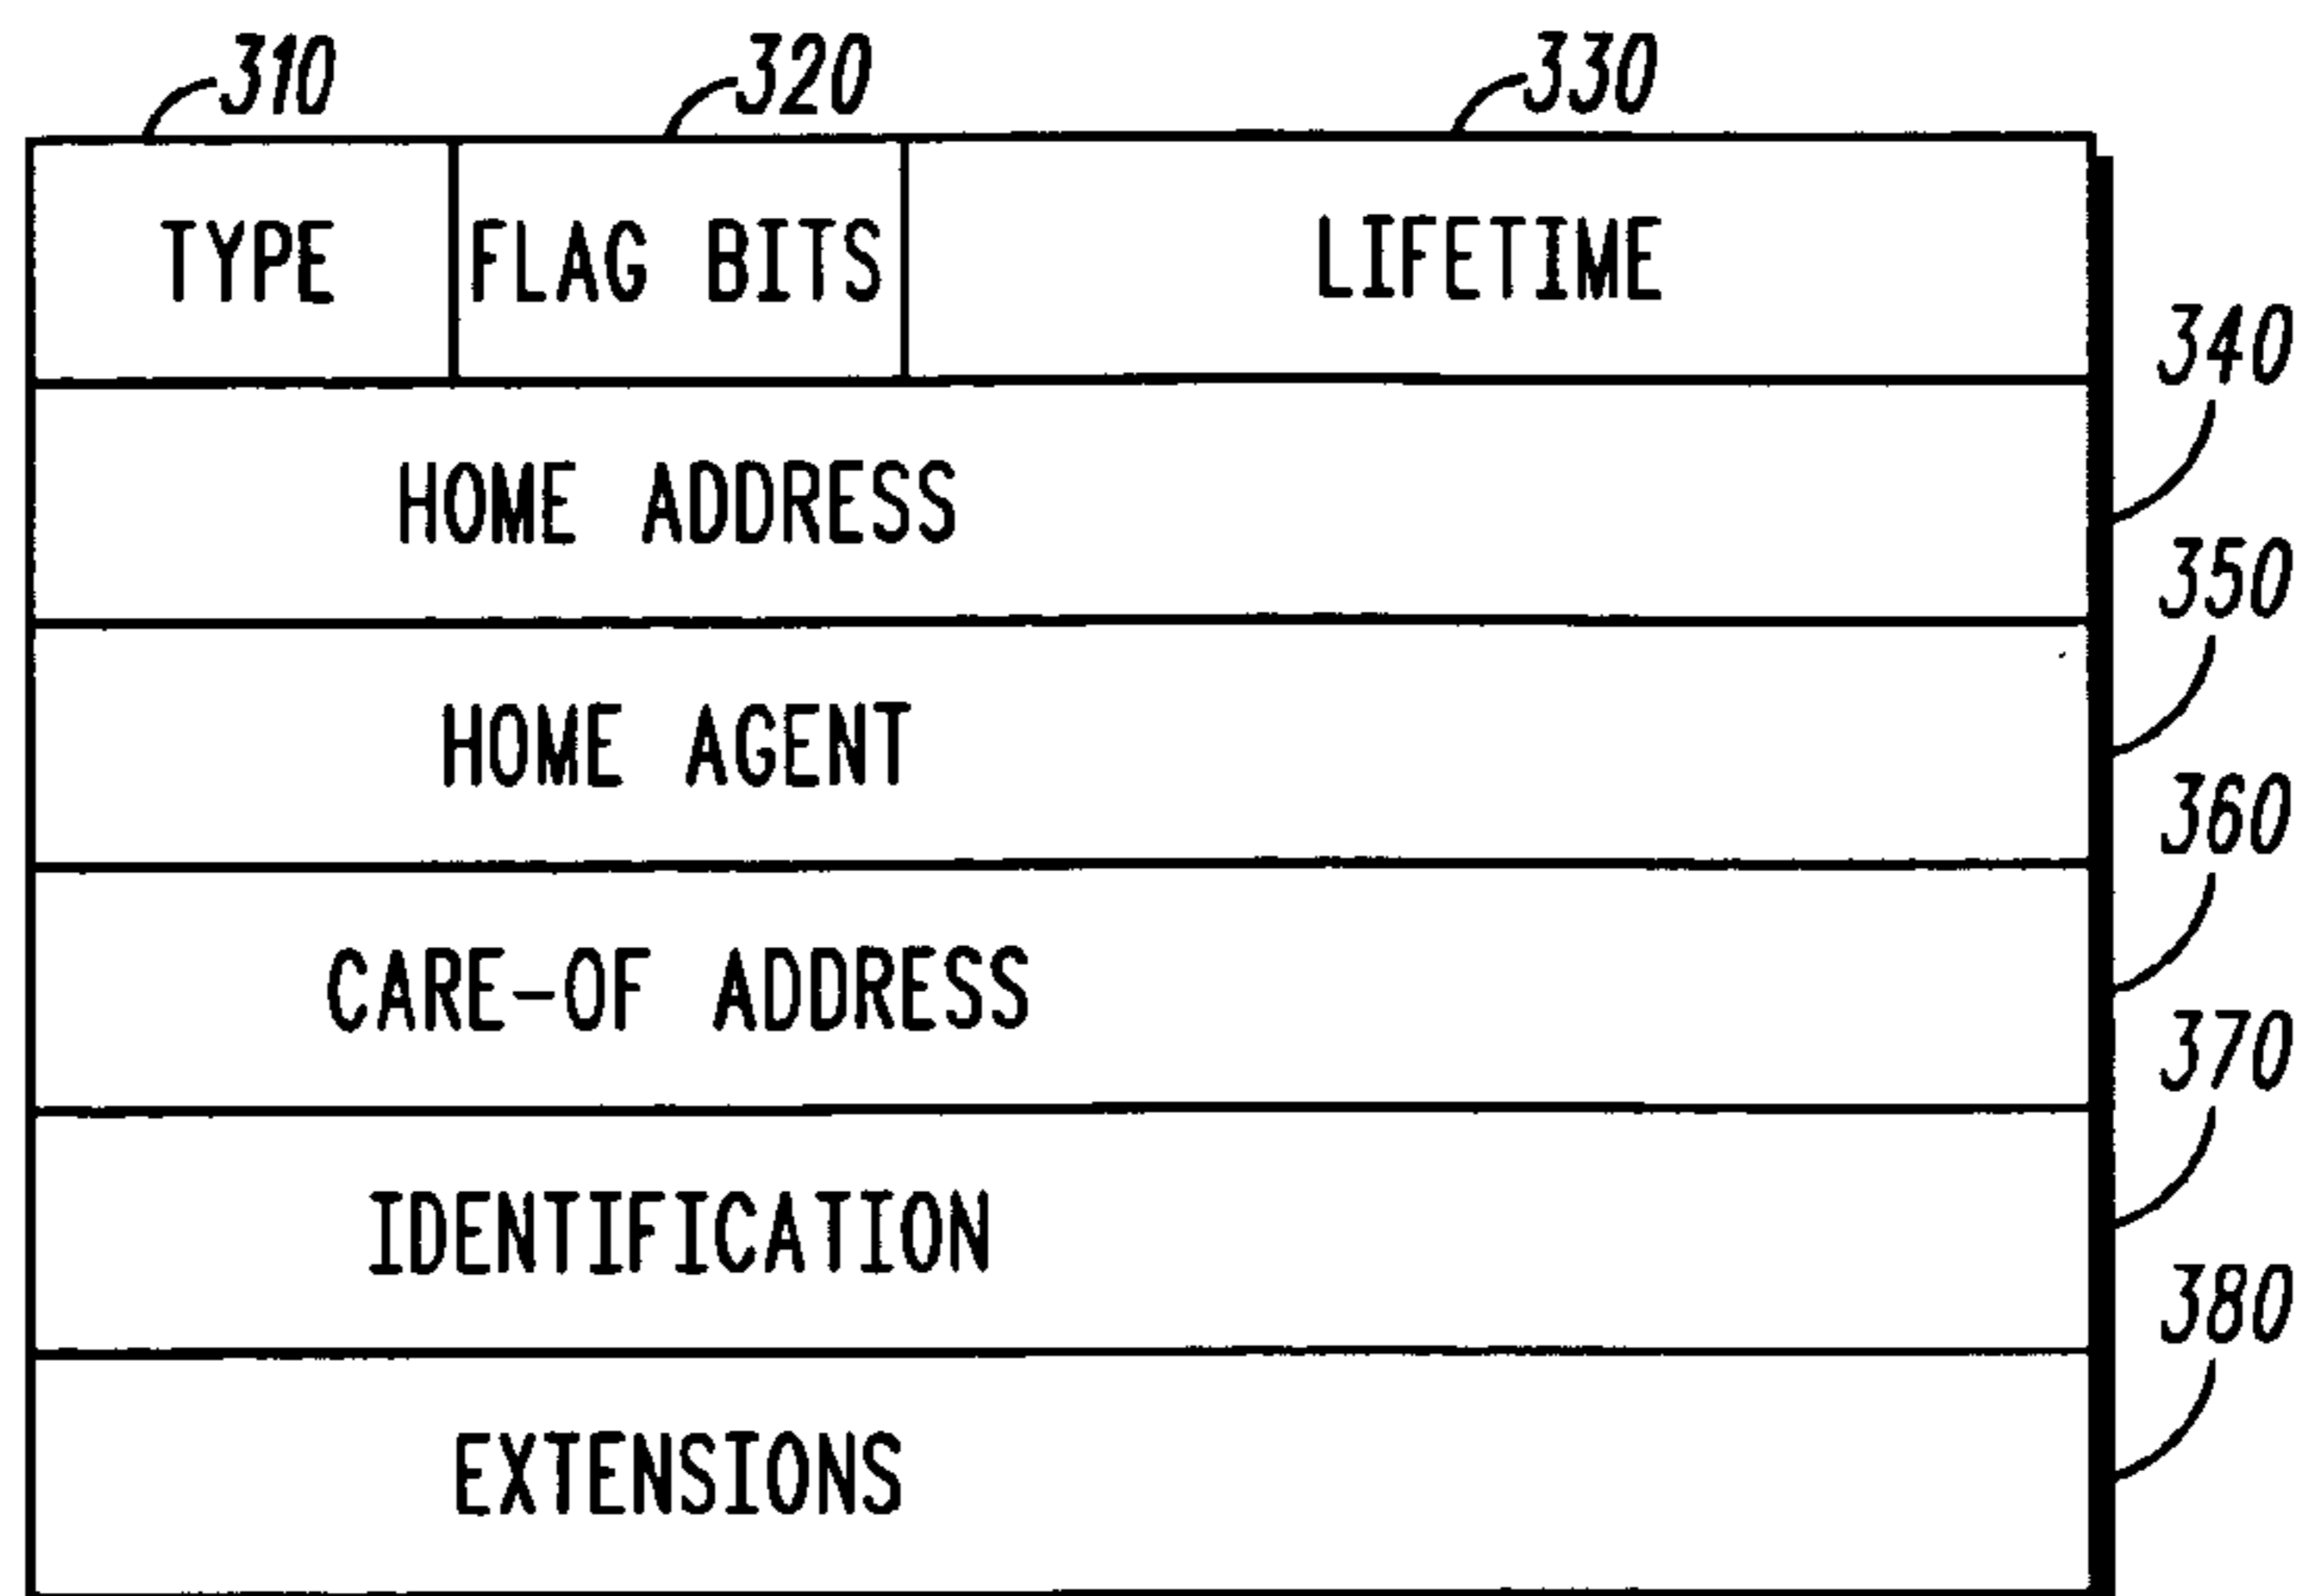 310 320 330
TYPE FLAG BITS LIFETIME
340
HOME ADDRESS
350
HOME AGENT
360
CARE-OF ADDRESS
370
IDENTIFICATION
380
EXTENSIONS